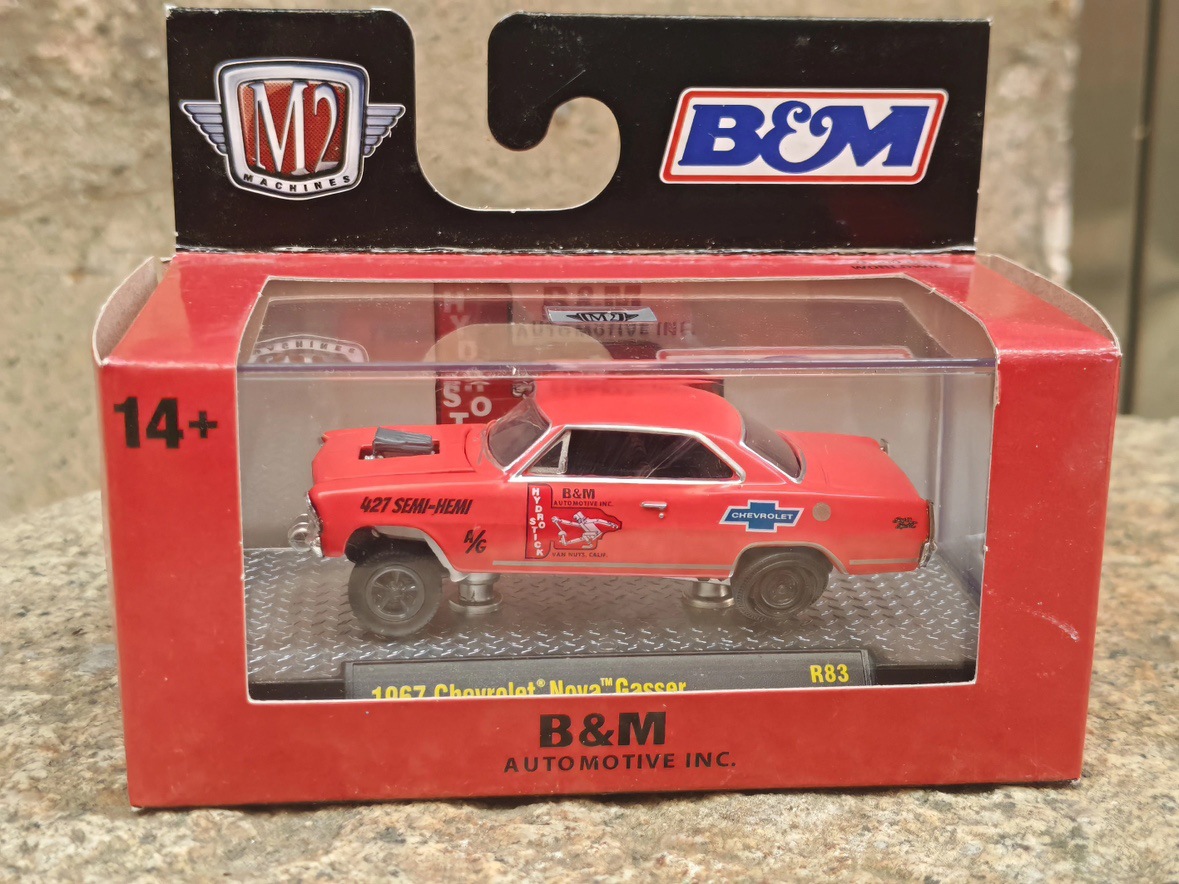 M2
MACHINES
B&M
14+
M2
427 SEMI-HEMI
A/G
HYDRO STICK
B&M
AUTOMOTIVE INC.
VAN NUYS, CALIF.
CHEVROLET
1967 Chevrolet® Nova™ Gasser
R83
B&M
AUTOMOTIVE INC.